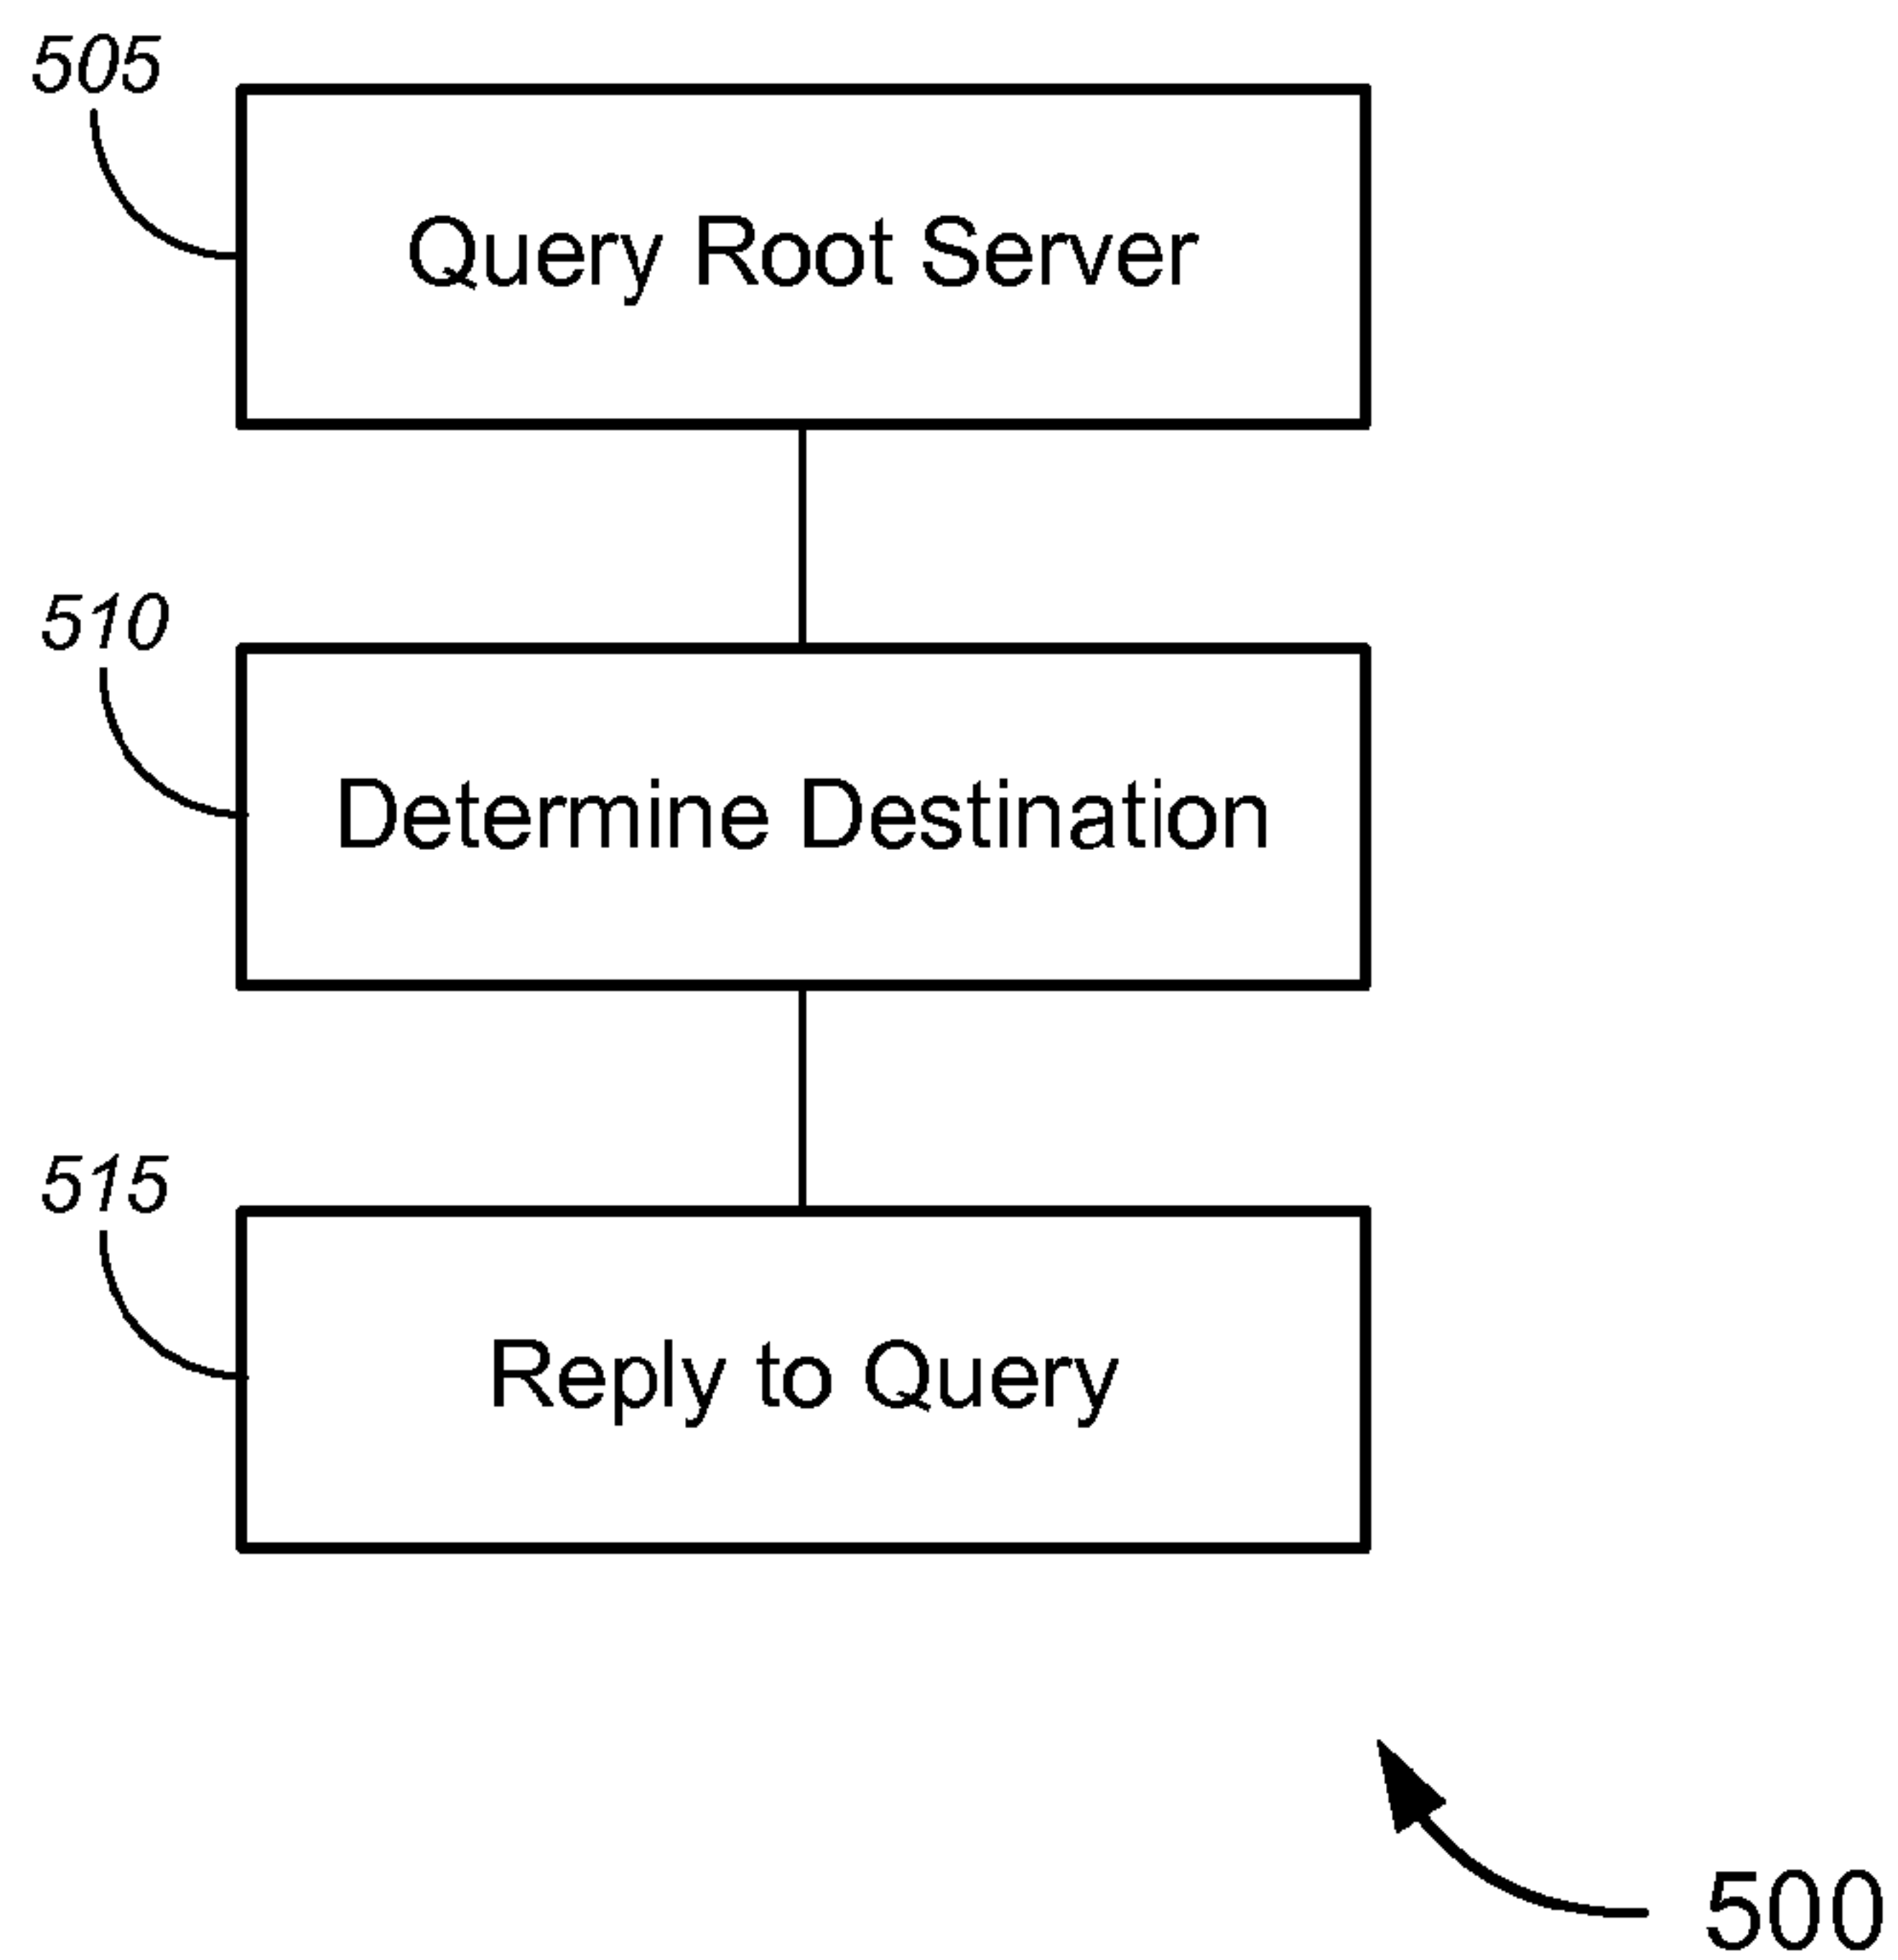 505
Query Root Server
510
Determine Destination
515
Reply to Query
500